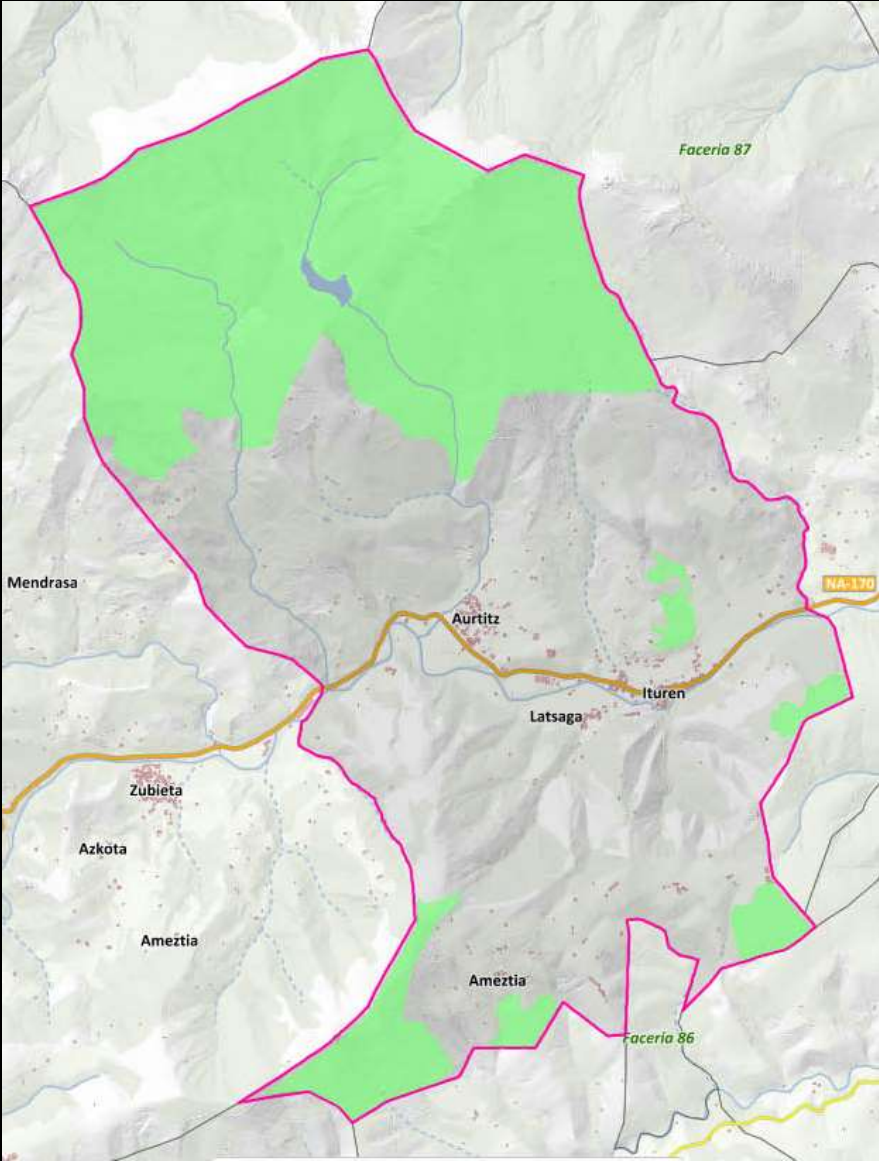 Faceria 87
Mendrasa
NA-170
Aurtitz
Ituren
Latsaga
Zubieta
Azkota
Ameztia
Ameztia
Faceria 86